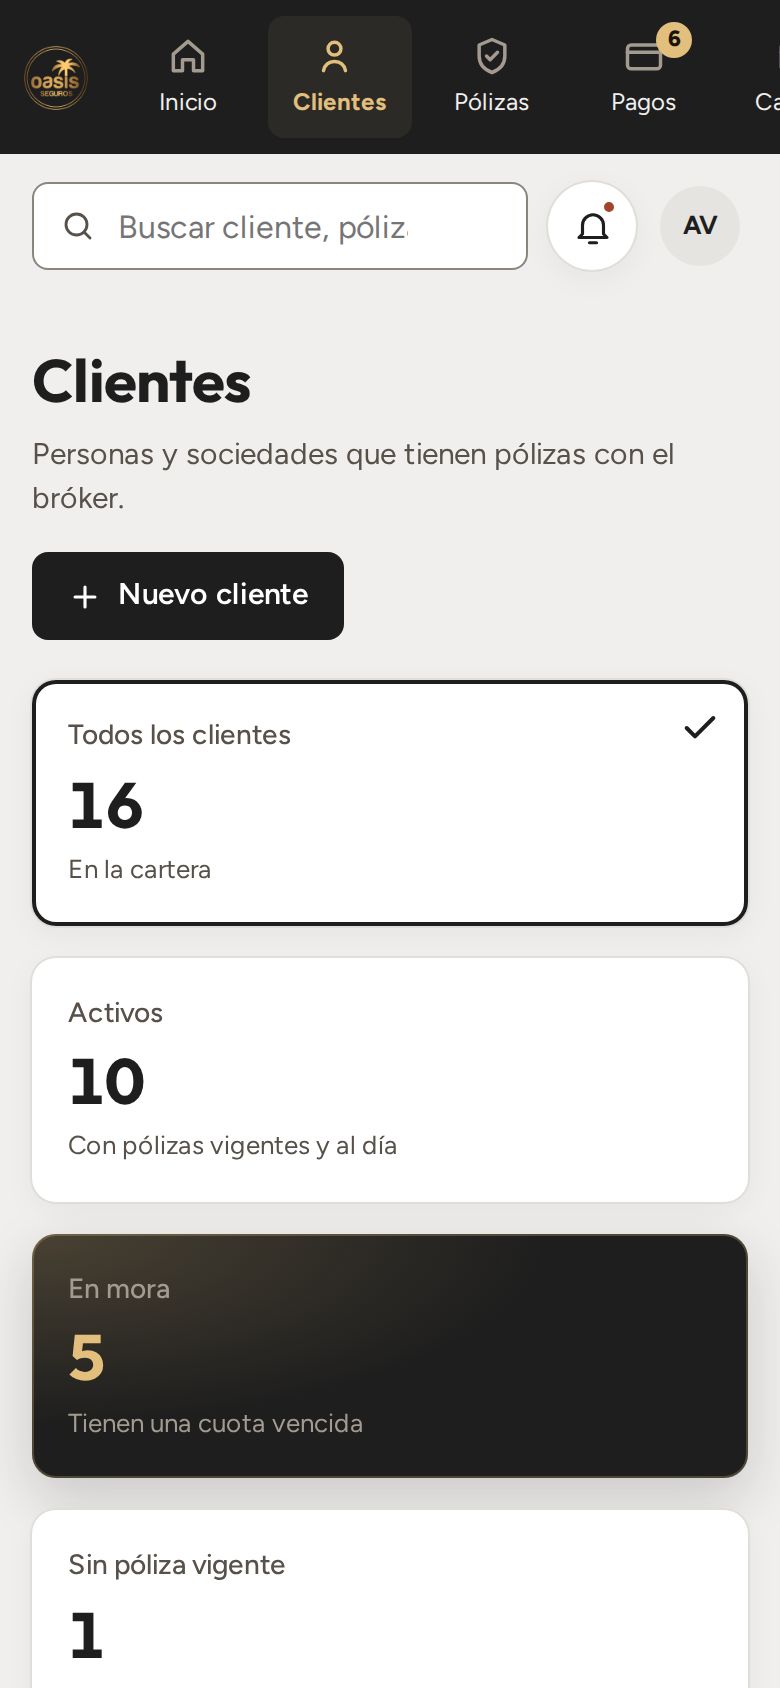 oasis
SEGUROS
Inicio
Clientes
Pólizas
6
Pagos
Ca
Buscar cliente, póliz
AV
Clientes
Personas y sociedades que tienen pólizas con el
bróker.
+ Nuevo cliente
Todos los clientes
16
En la cartera
Activos
10
Con pólizas vigentes y al día
En mora
5
Tienen una cuota vencida
Sin póliza vigente
1